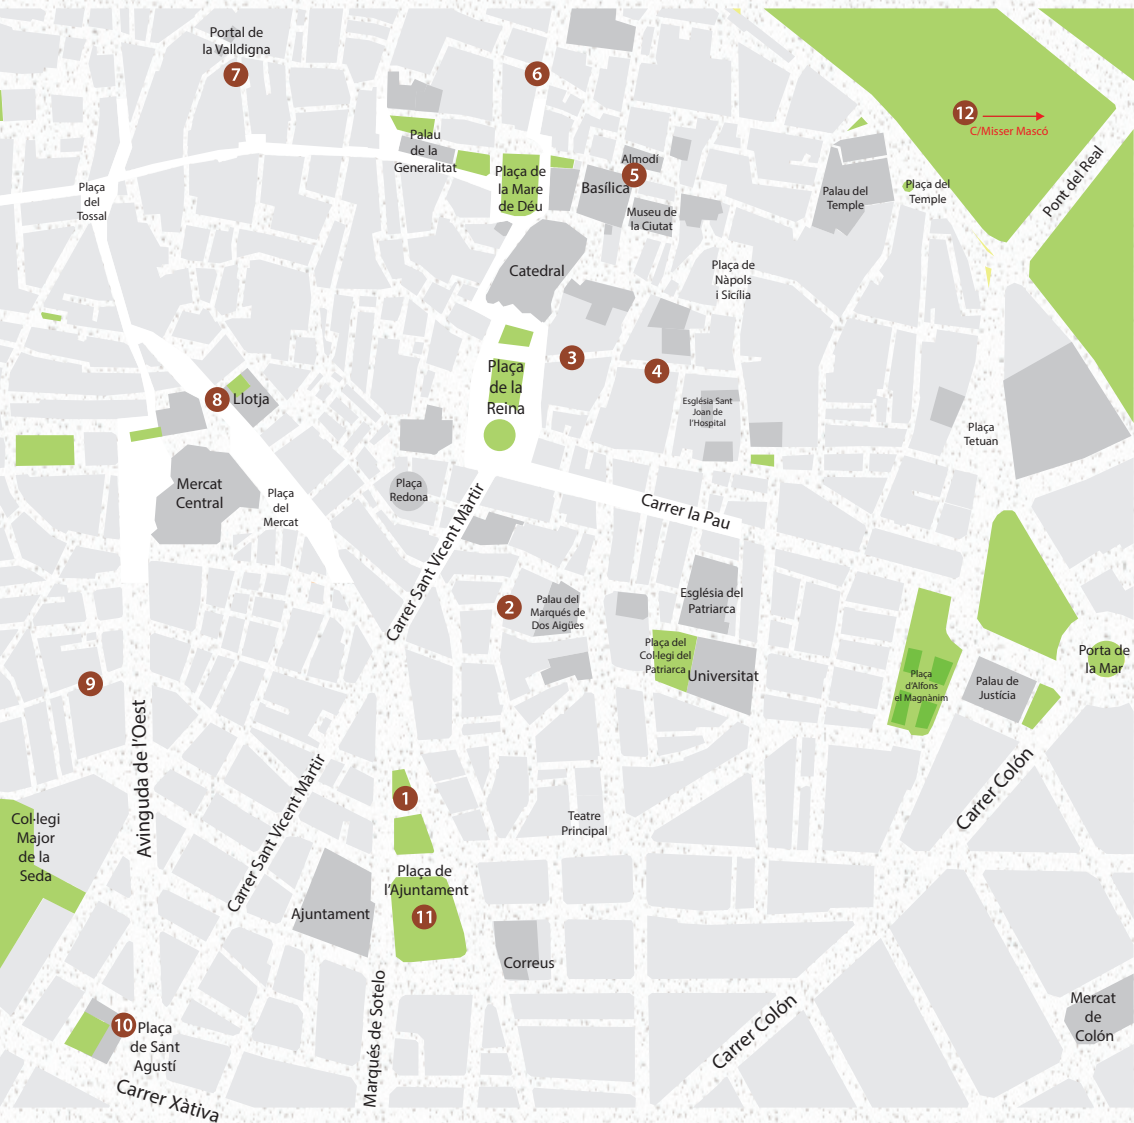 Portal de
la Valldigna
7
6
12
C/Misser Mascó
Pont del Real
Palau
de la
Generalitat
Plaça de
la Mare
de Déu
Almodí
5
Basílica
Museu de
la Ciutat
Palau del
Temple
Plaça del
Temple
Plaça
del
Tossal
Catedral
Plaça de
Nàpols
i Sicília
3
4
Plaça
de la
Reina
8
Llotja
Església Sant
Joan de
l'Hospital
Plaça
Tetuan
Mercat
Central
Plaça
del
Mercat
Plaça
Redona
Carrer Sant Vicent Màrtir
Carrer la Pau
2
Palau del
Marqués de
Dos Aigües
Església del
Patriarca
Plaça del
Col·legi del
Patriarca
Universitat
Plaça
d'Alfons
el Magnànim
Palau de
Justícia
Porta de
la Mar
9
Avinguda de l'Oest
Carrer Sant Vicent Màrtir
1
Teatre
Principal
Carrer Colón
Col·legi
Major
de la
Seda
Plaça de
l'Ajuntament
11
Ajuntament
Correus
Marqués de Sotelo
Carrer Colón
Mercat
de
Colón
10
Plaça
de Sant
Agustí
Carrer Xàtiva